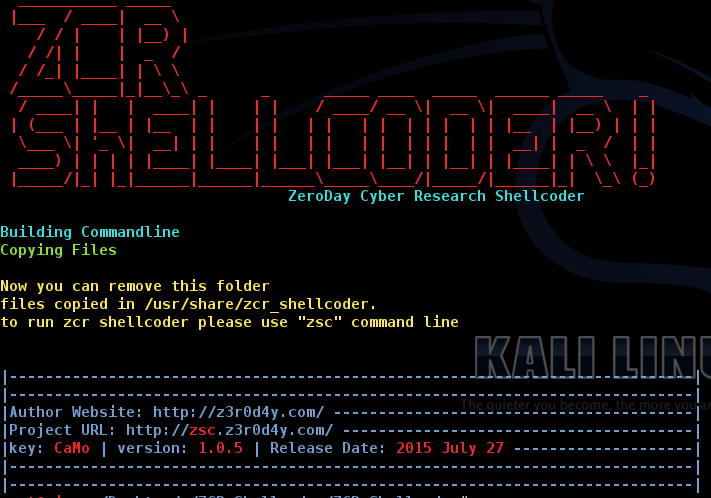 ZCR
SHELLCODER!
ZeroDay Cyber Research Shellcoder
Building Commandline
Copying Files
Now you can remove this folder
files copied in /usr/share/zcr_shellcoder.
to run zcr shellcoder please use "zsc" command line
KALI LINU
The quieter you become, the more you ar
|Author Website: http://z3r0d4y.com/
|Project URL: http://zsc.z3r0d4y.com/
|key: CaMo | version: 1.0.5 | Release Date: 2015 July 27